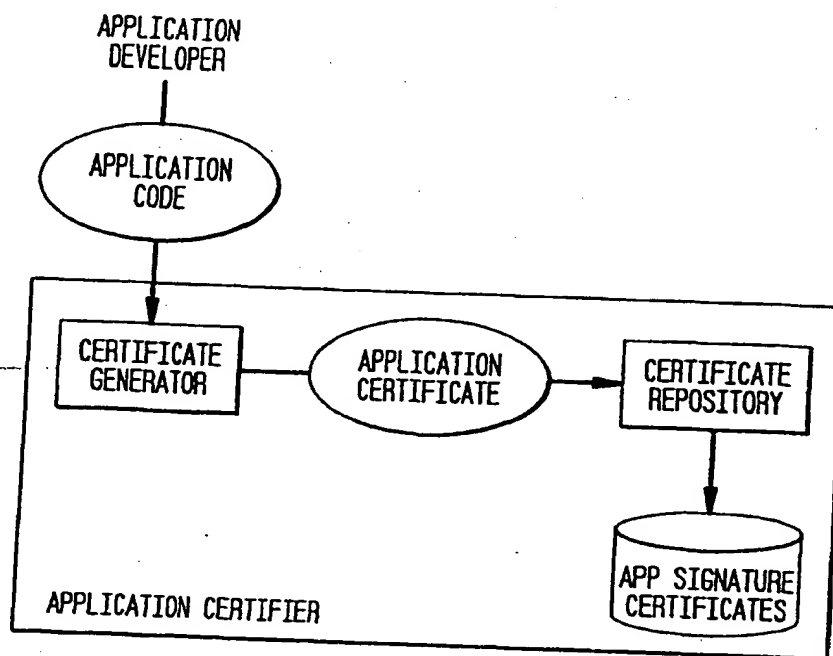 APPLICATION
DEVELOPER
APPLICATION
CODE
CERTIFICATE
GENERATOR
APPLICATION
CERTIFICATE
CERTIFICATE
REPOSITORY
APP SIGNATURE
CERTIFICATES
APPLICATION CERTIFIER